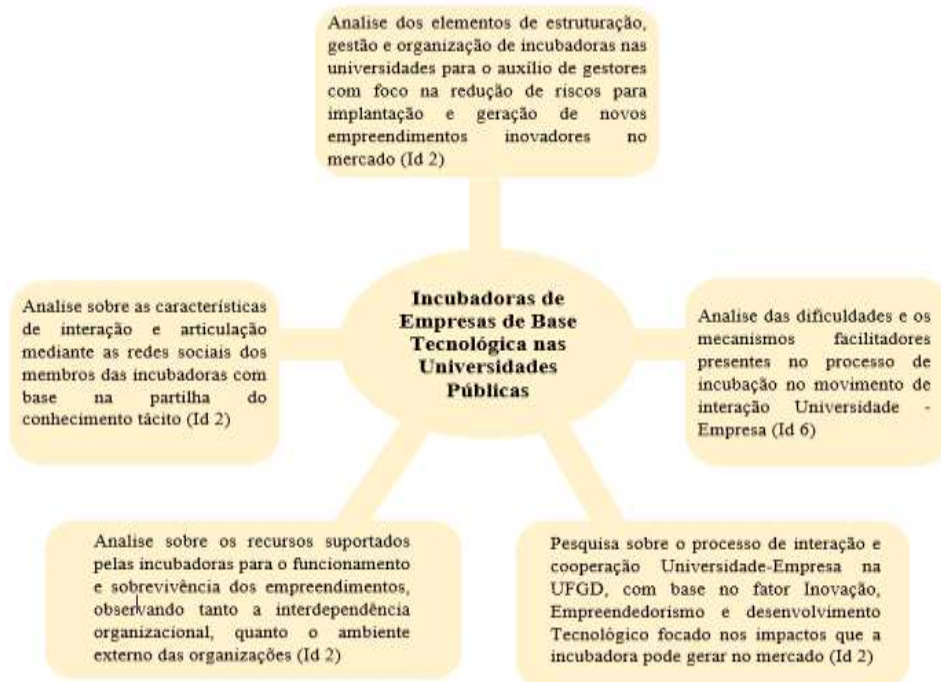 Analise dos elementos de estruturação,
gestão e organização de incubadoras nas
universidades para o auxílio de gestores
com foco na redução de riscos para
implantação e geração de novos
empreendimentos inovadores no
mercado (Id 2)
Incubadoras de
Empresas de Base
Tecnológica nas
Universidades
Públicas
Analise sobre as características
de interação e articulação
mediante as redes sociais dos
membros das incubadoras com
base na partilha do
conhecimento tácito (Id 2)
Analise das dificuldades e os
mecanismos facilitadores
presentes no processo de
incubação no movimento de
interação Universidade -
Empresa (Id 6)
Analise sobre os recursos suportados
pelas incubadoras para o funcionamento
e sobrevivência dos empreendimentos,
observando tanto a interdependência
organizacional, quanto o ambiente
externo das organizações (Id 2)
Pesquisa sobre o processo de interação e
cooperação Universidade-Empresa na
UFGD, com base no fator Inovação,
Empreendedorismo e desenvolvimento
Tecnológico focado nos impactos que a
incubadora pode gerar no mercado (Id 2)